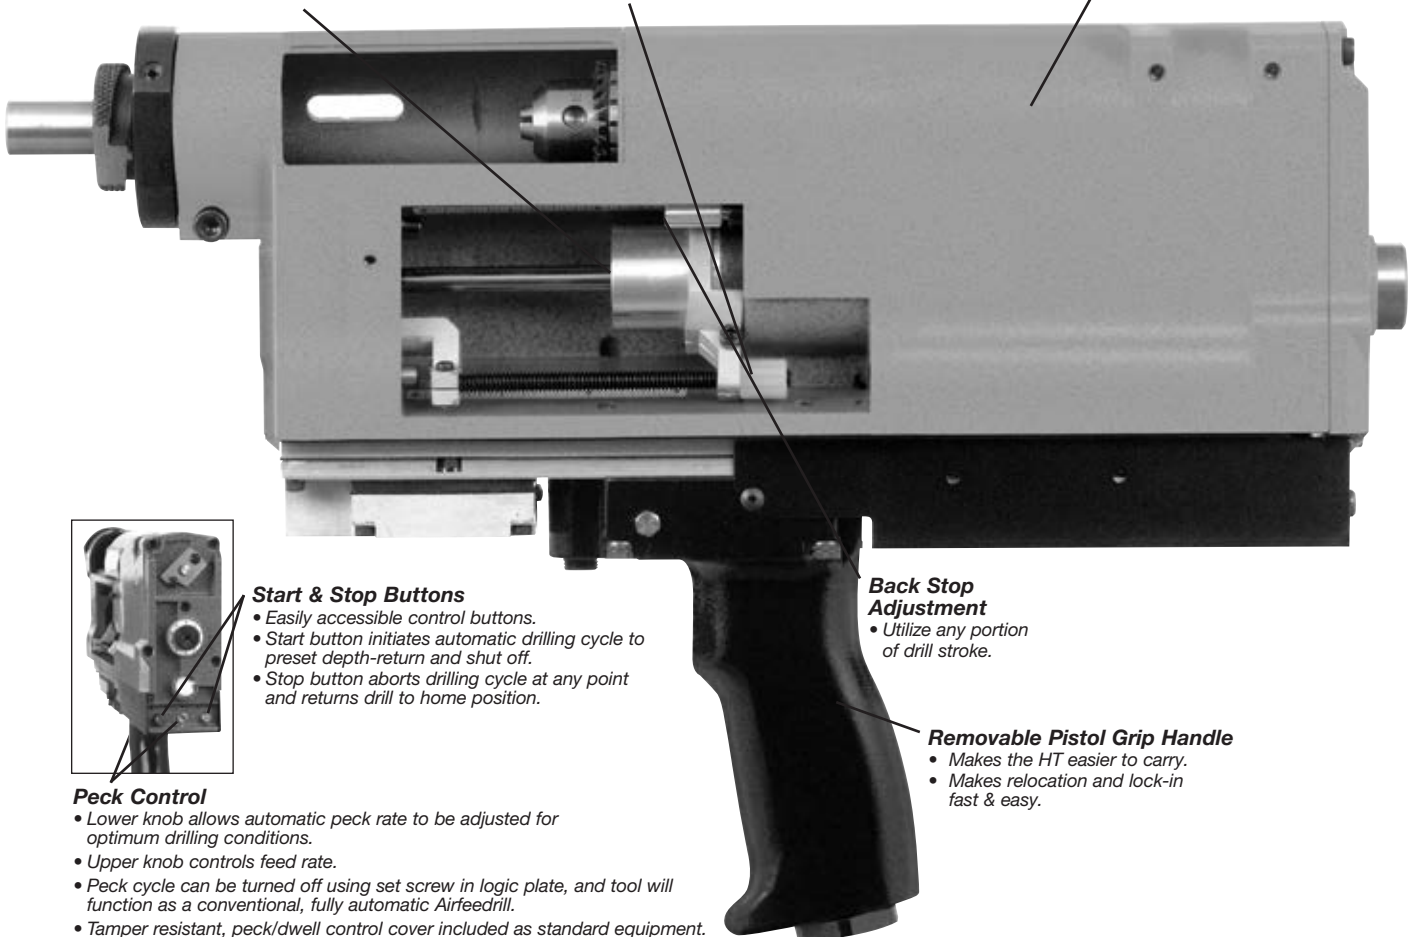 Start & Stop Buttons
• Easily accessible control buttons.
• Start button initiates automatic drilling cycle to
preset depth-return and shut off.
• Stop button aborts drilling cycle at any point
and returns drill to home position.
Back Stop
Adjustment
• Utilize any portion
of drill stroke.
Removable Pistol Grip Handle
• Makes the HT easier to carry.
• Makes relocation and lock-in
fast & easy.
Peck Control
• Lower knob allows automatic peck rate to be adjusted for
optimum drilling conditions.
• Upper knob controls feed rate.
• Peck cycle can be turned off using set screw in logic plate, and tool will
function as a conventional, fully automatic Airfeedrill.
• Tamper resistant, peck/dwell control cover included as standard equipment.